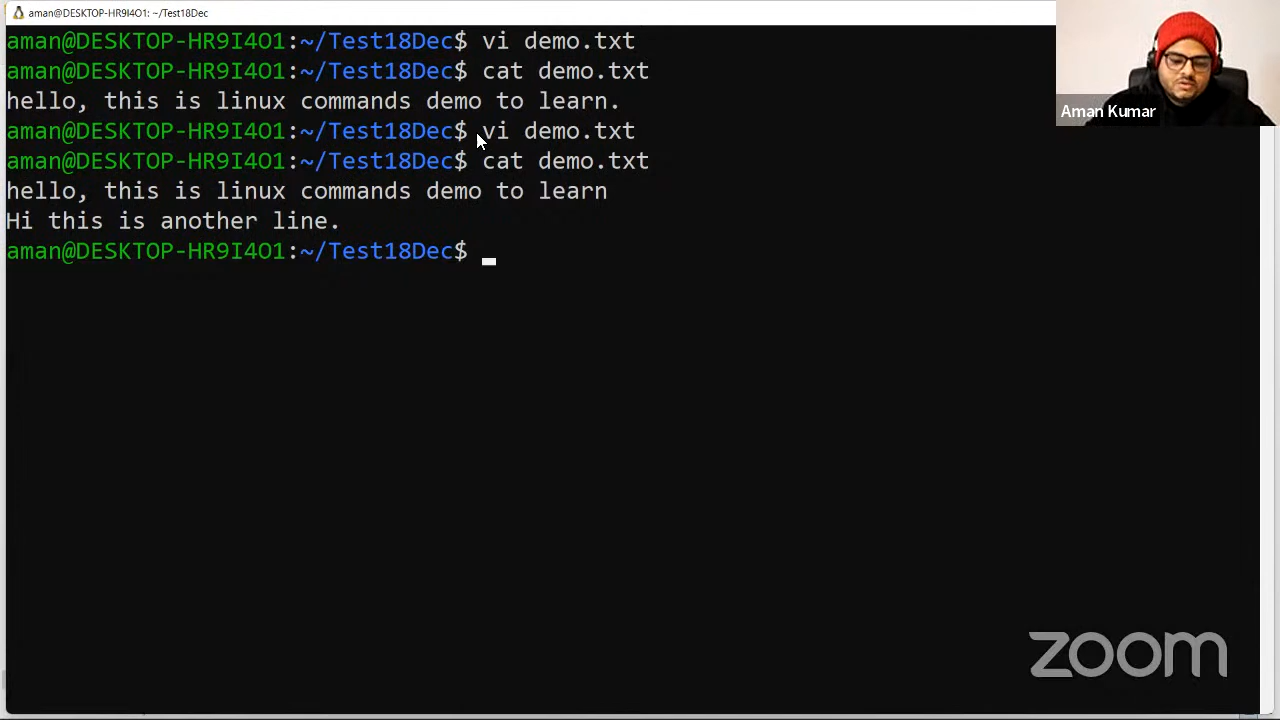 aman@DESKTOP-HR9I4O1: ~/Test18Dec
aman@DESKTOP-HR9I4O1:~/Test18Dec$ vi demo.txt
aman@DESKTOP-HR9I4O1:~/Test18Dec$ cat demo.txt
hello, this is linux commands demo to learn.
aman@DESKTOP-HR9I4O1:~/Test18Dec$ vi demo.txt
aman@DESKTOP-HR9I4O1:~/Test18Dec$ cat demo.txt
hello, this is linux commands demo to learn
Hi this is another line.
aman@DESKTOP-HR9I4O1:~/Test18Dec$
Aman Kumar
zoom